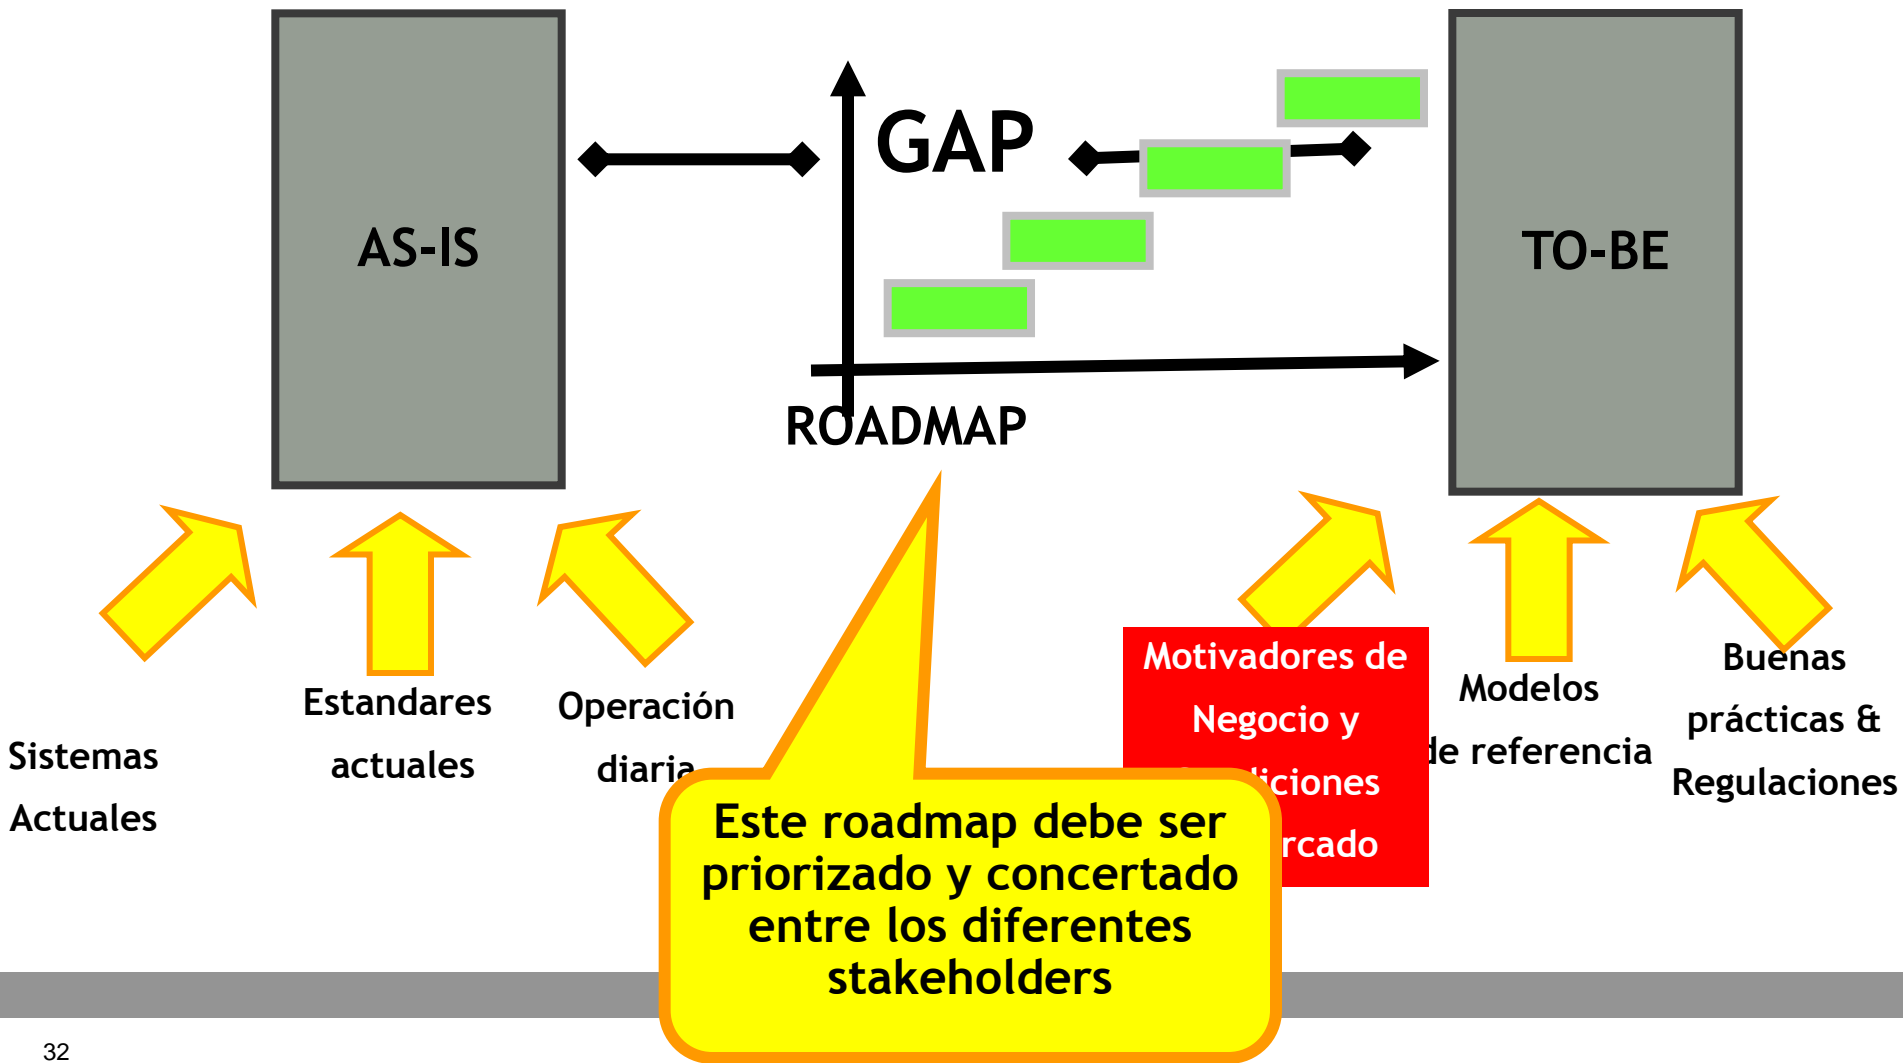 GAP
AS-IS
TO-BE
ROADMAP
Sistemas
Actuales
Estandares
actuales
Operación
diaria
Motivadores de
Negocio y
Modelos
de referencia
Buenas
prácticas &
Regulaciones
Este roadmap debe ser
priorizado y concertado
entre los diferentes
stakeholders
32